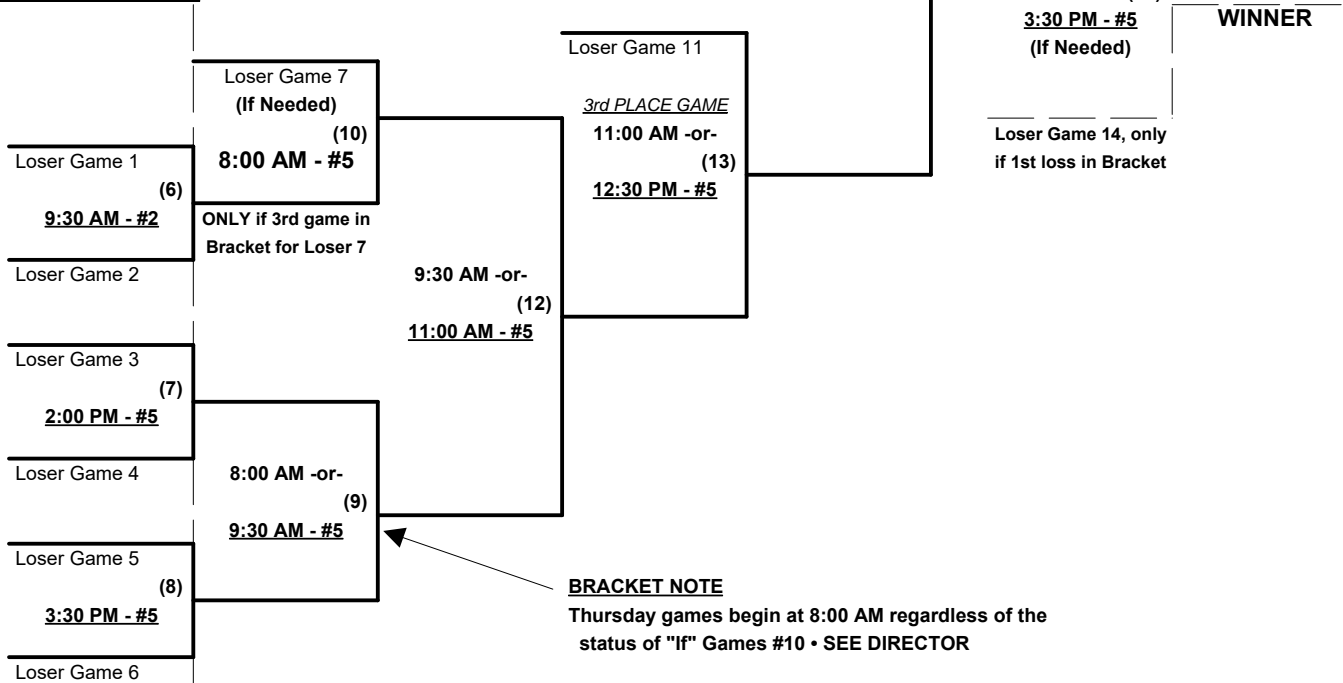 3:30 PM - #5
(If Needed)
WINNER
Loser Game 14, only
if 1st loss in Bracket
Loser Game 11
3rd PLACE GAME
11:00 AM -or-
(13)
12:30 PM - #5
Loser Game 7
(If Needed)
(10)
8:00 AM - #5
ONLY if 3rd game in
Bracket for Loser 7
Loser Game 1
(6)
9:30 AM - #2
Loser Game 2
9:30 AM -or-
(12)
11:00 AM - #5
Loser Game 3
(7)
2:00 PM - #5
Loser Game 4
8:00 AM -or-
(9)
9:30 AM - #5
Loser Game 5
(8)
3:30 PM - #5
Loser Game 6
BRACKET NOTE
Thursday games begin at 8:00 AM regardless of the
status of "If" Games #10 • SEE DIRECTOR